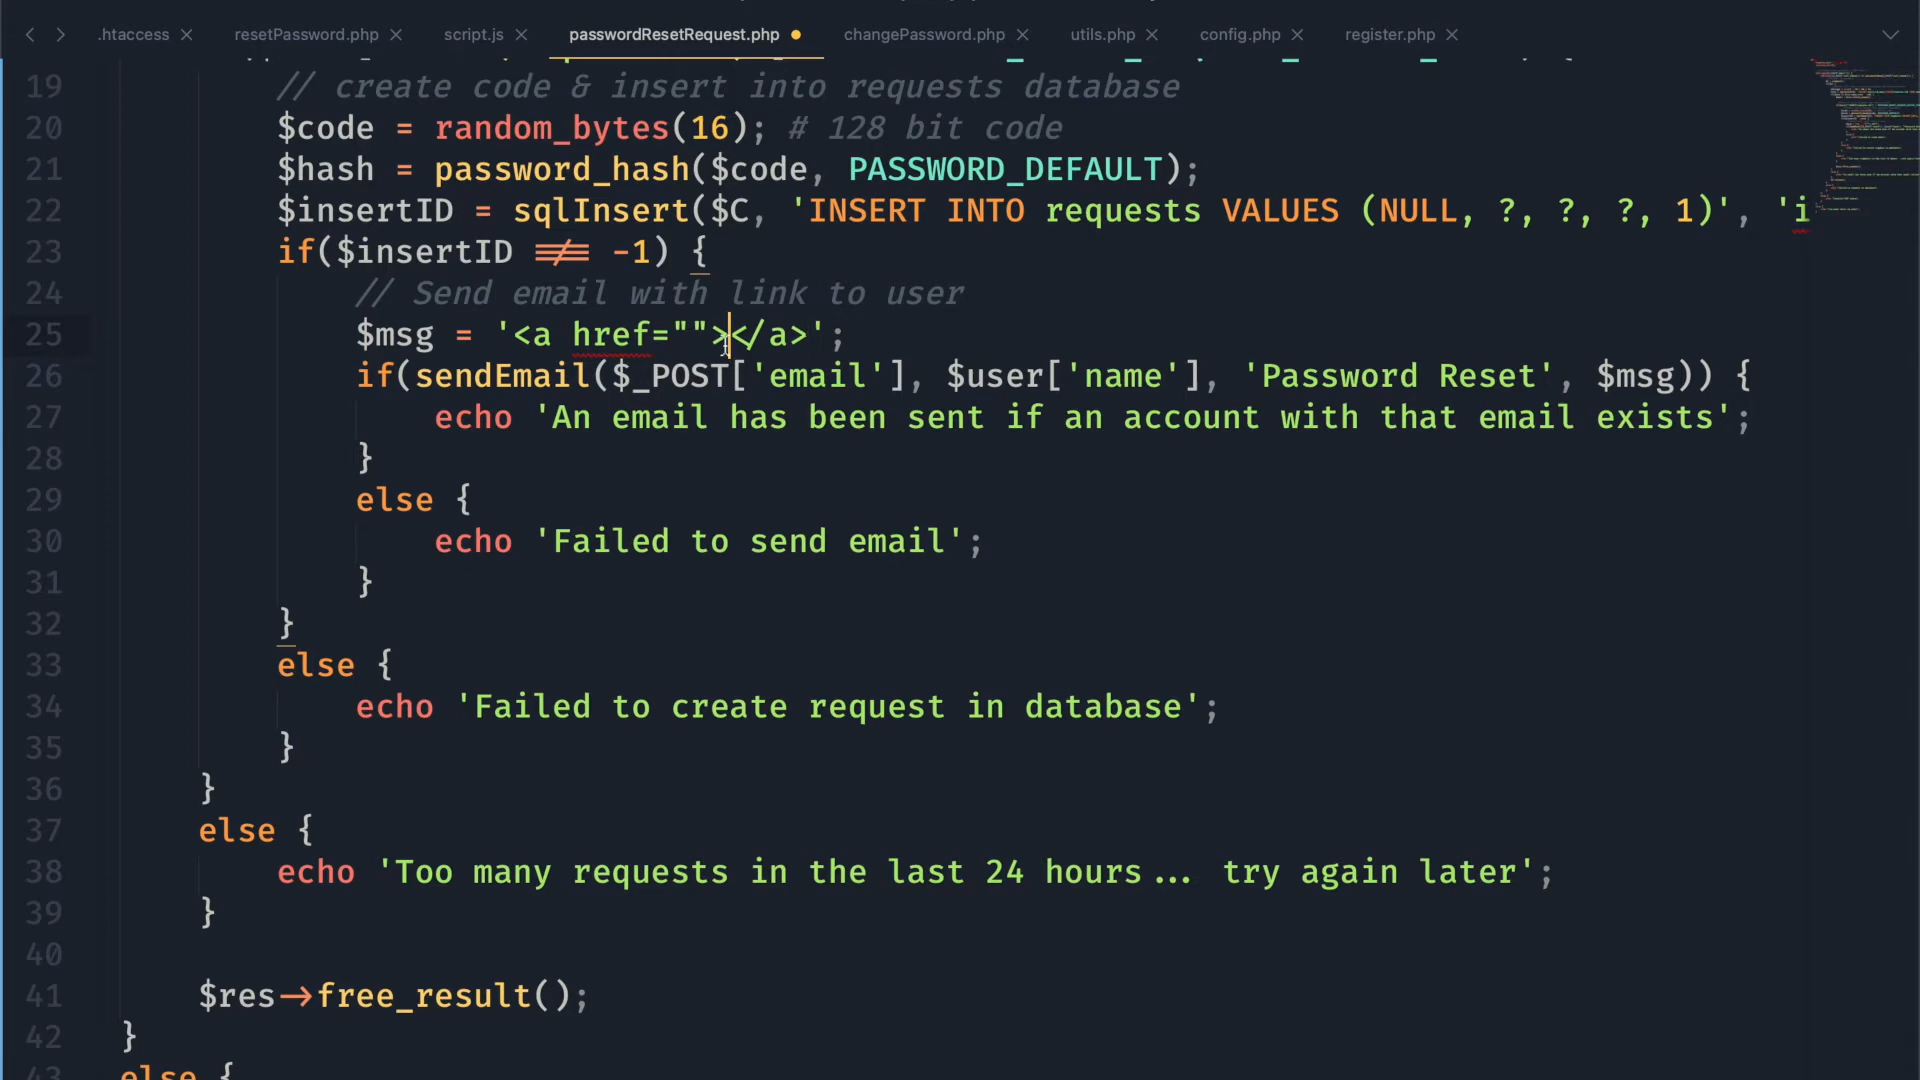 .htaccess resetPassword.php script.js passwordResetRequest.php changePassword.php utils.php config.php register.php
19 // create code & insert into requests database
20 $code = random_bytes(16); # 128 bit code
21 $hash = password_hash($code, PASSWORD_DEFAULT);
22 $insertID = sqlInsert($C, 'INSERT INTO requests VALUES (NULL, ?, ?, ?, 1)', 'i
23 if($insertID !== -1) {
24 // Send email with link to user
25 $msg = '<a href=""></a>';
26 if(sendEmail($_POST['email'], $user['name'], 'Password Reset', $msg)) {
27 echo 'An email has been sent if an account with that email exists';
28 }
29 else {
30 echo 'Failed to send email';
31 }
32 }
33 else {
34 echo 'Failed to create request in database';
35 }
36 }
37 else {
38 echo 'Too many requests in the last 24 hours... try again later';
39 }
40
41 $res->free_result();
42 }
43 else {